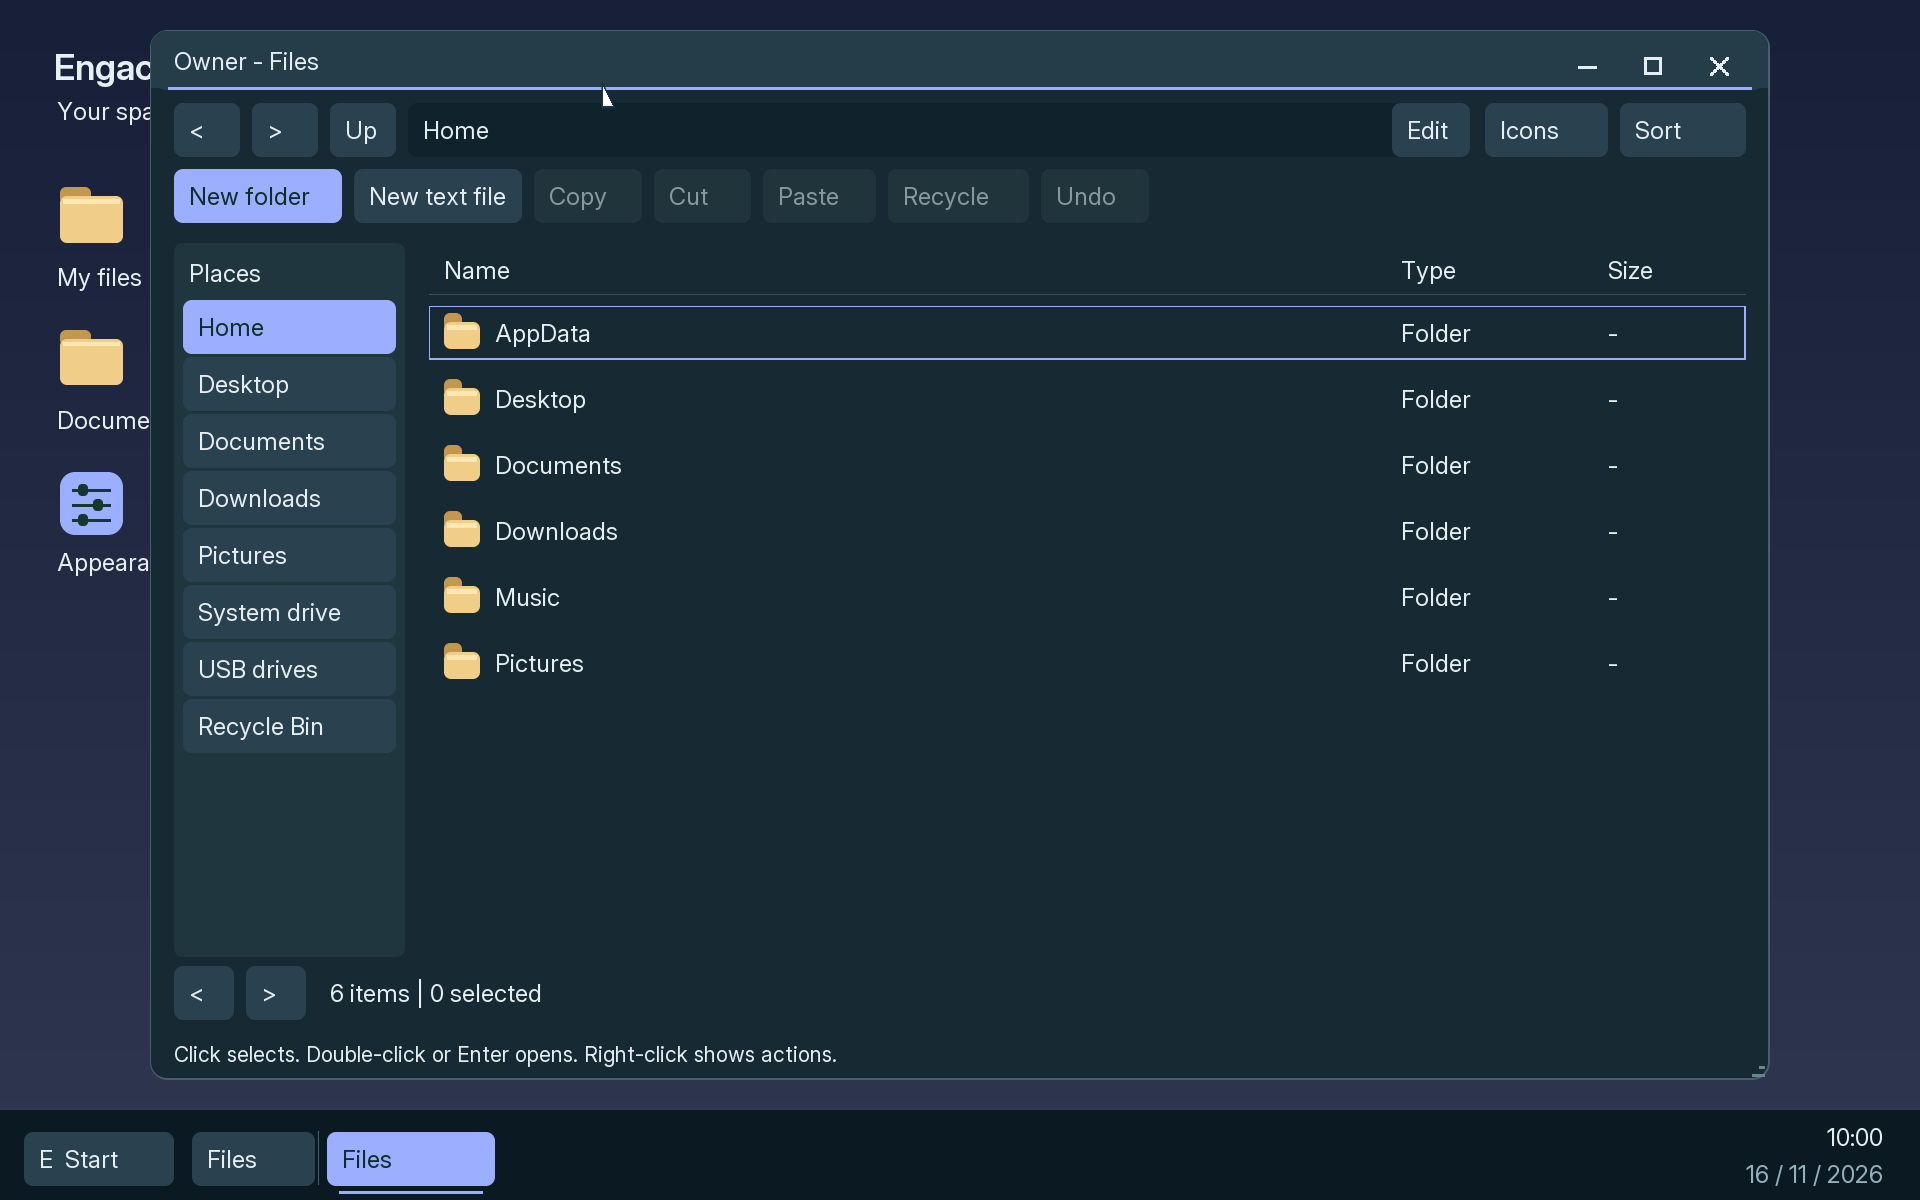 Engac
Your spa
My files
Docume
Appeara
Owner - Files
< > Up Home Edit Icons Sort
New folder New text file Copy Cut Paste Recycle Undo
Places
Home
Desktop
Documents
Downloads
Pictures
System drive
USB drives
Recycle Bin
Name Type Size
AppData Folder -
Desktop Folder -
Documents Folder -
Downloads Folder -
Music Folder -
Pictures Folder -
< > 6 items | 0 selected
Click selects. Double-click or Enter opens. Right-click shows actions.
E Start Files Files
10:00
16 / 11 / 2026